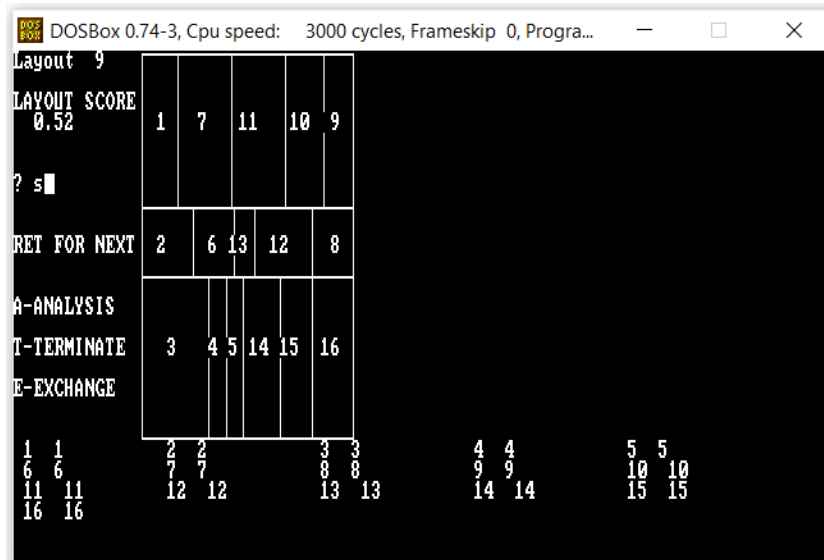 DOSBox 0.74-3, Cpu speed: 3000 cycles, Frameskip 0, Progra...
Layout 9
LAYOUT SCORE
0.52
1 7 11 10 9
? s
RET FOR NEXT 2 6 13 12 8
A-ANALYSIS
T-TERMINATE 3 4 5 14 15 16
E-EXCHANGE
1 1 2 2 3 3 4 4 5 5
6 6 7 7 8 8 9 9 10 10
11 11 12 12 13 13 14 14 15 15
16 16